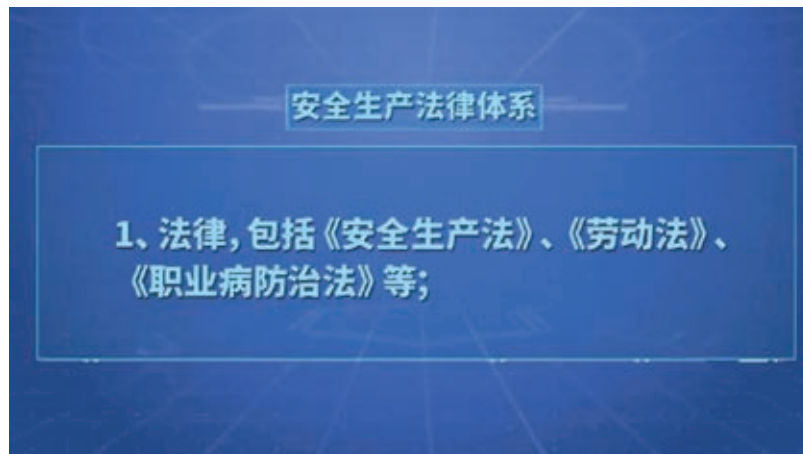 安全生产法律体系
1、法律，包括《安全生产法》、《劳动法》、
《职业病防治法》等；